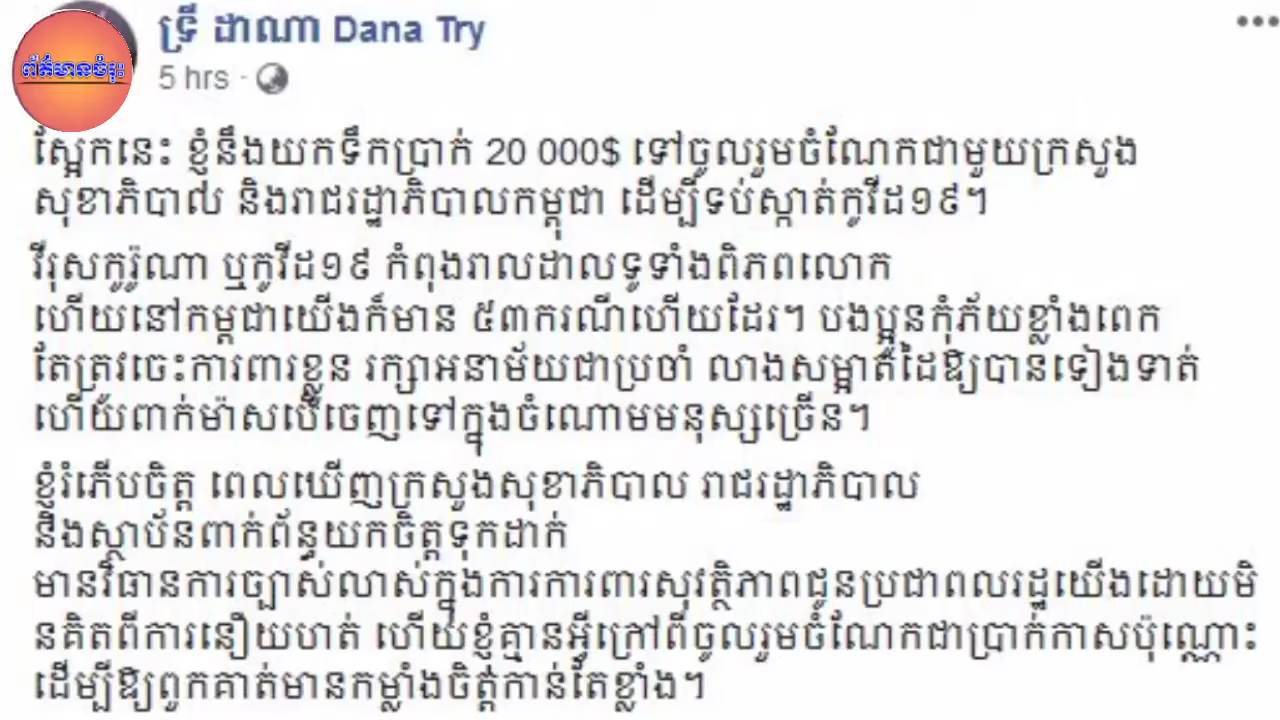 ទ្រី ដាណា Dana Try
ព័ត៌មានចំរុះ
5 hrs ·
ស្អែកនេះ ខ្ញុំនឹងយកទឹកប្រាក់ 20 000$ ទៅចូលរួមចំណែកជាមួយក្រសួង
សុខាភិបាល និងរាជរដ្ឋាភិបាលកម្ពុជា ដើម្បីទប់ស្កាត់កូវីដ១៩។
វីរុសកូរ៉ូណា ឬកូវីដ១៩ កំពុងរាលដាលទូទាំងពិភពលោក
ហើយនៅកម្ពុជាយើងក៏មាន ៥៣ករណីហើយដែរ។ បងប្អូនកុំភ័យខ្លាំងពេក
តែត្រូវចេះការពារខ្លួន រក្សាអនាម័យជាប្រចាំ លាងសម្អាតដៃឱ្យបានទៀងទាត់
ហើយពាក់ម៉ាសបើចេញទៅក្នុងចំណោមមនុស្សច្រើន។
ខ្ញុំរំភើបចិត្ត ពេលឃើញក្រសួងសុខាភិបាល រាជរដ្ឋាភិបាល
និងស្ថាប័នពាក់ព័ន្ធយកចិត្តទុកដាក់
មានវិធានការច្បាស់លាស់ក្នុងការការពារសុវត្ថិភាពជូនប្រជាពលរដ្ឋយើងដោយមិ
នគិតពីការនឿយហត់ ហើយខ្ញុំគ្មានអ្វីក្រៅពីចូលរួមចំណែកជាប្រាក់កាសប៉ុណ្ណោះ
ដើម្បីឱ្យពួកគាត់មានកម្លាំងចិត្តកាន់តែខ្លាំង។